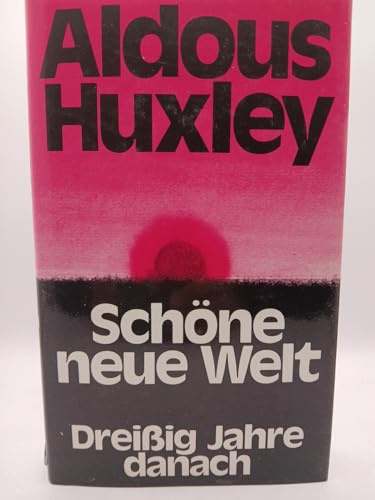 Aldous
Huxley
Schöne
neue Welt
Dreißig Jahre
danach